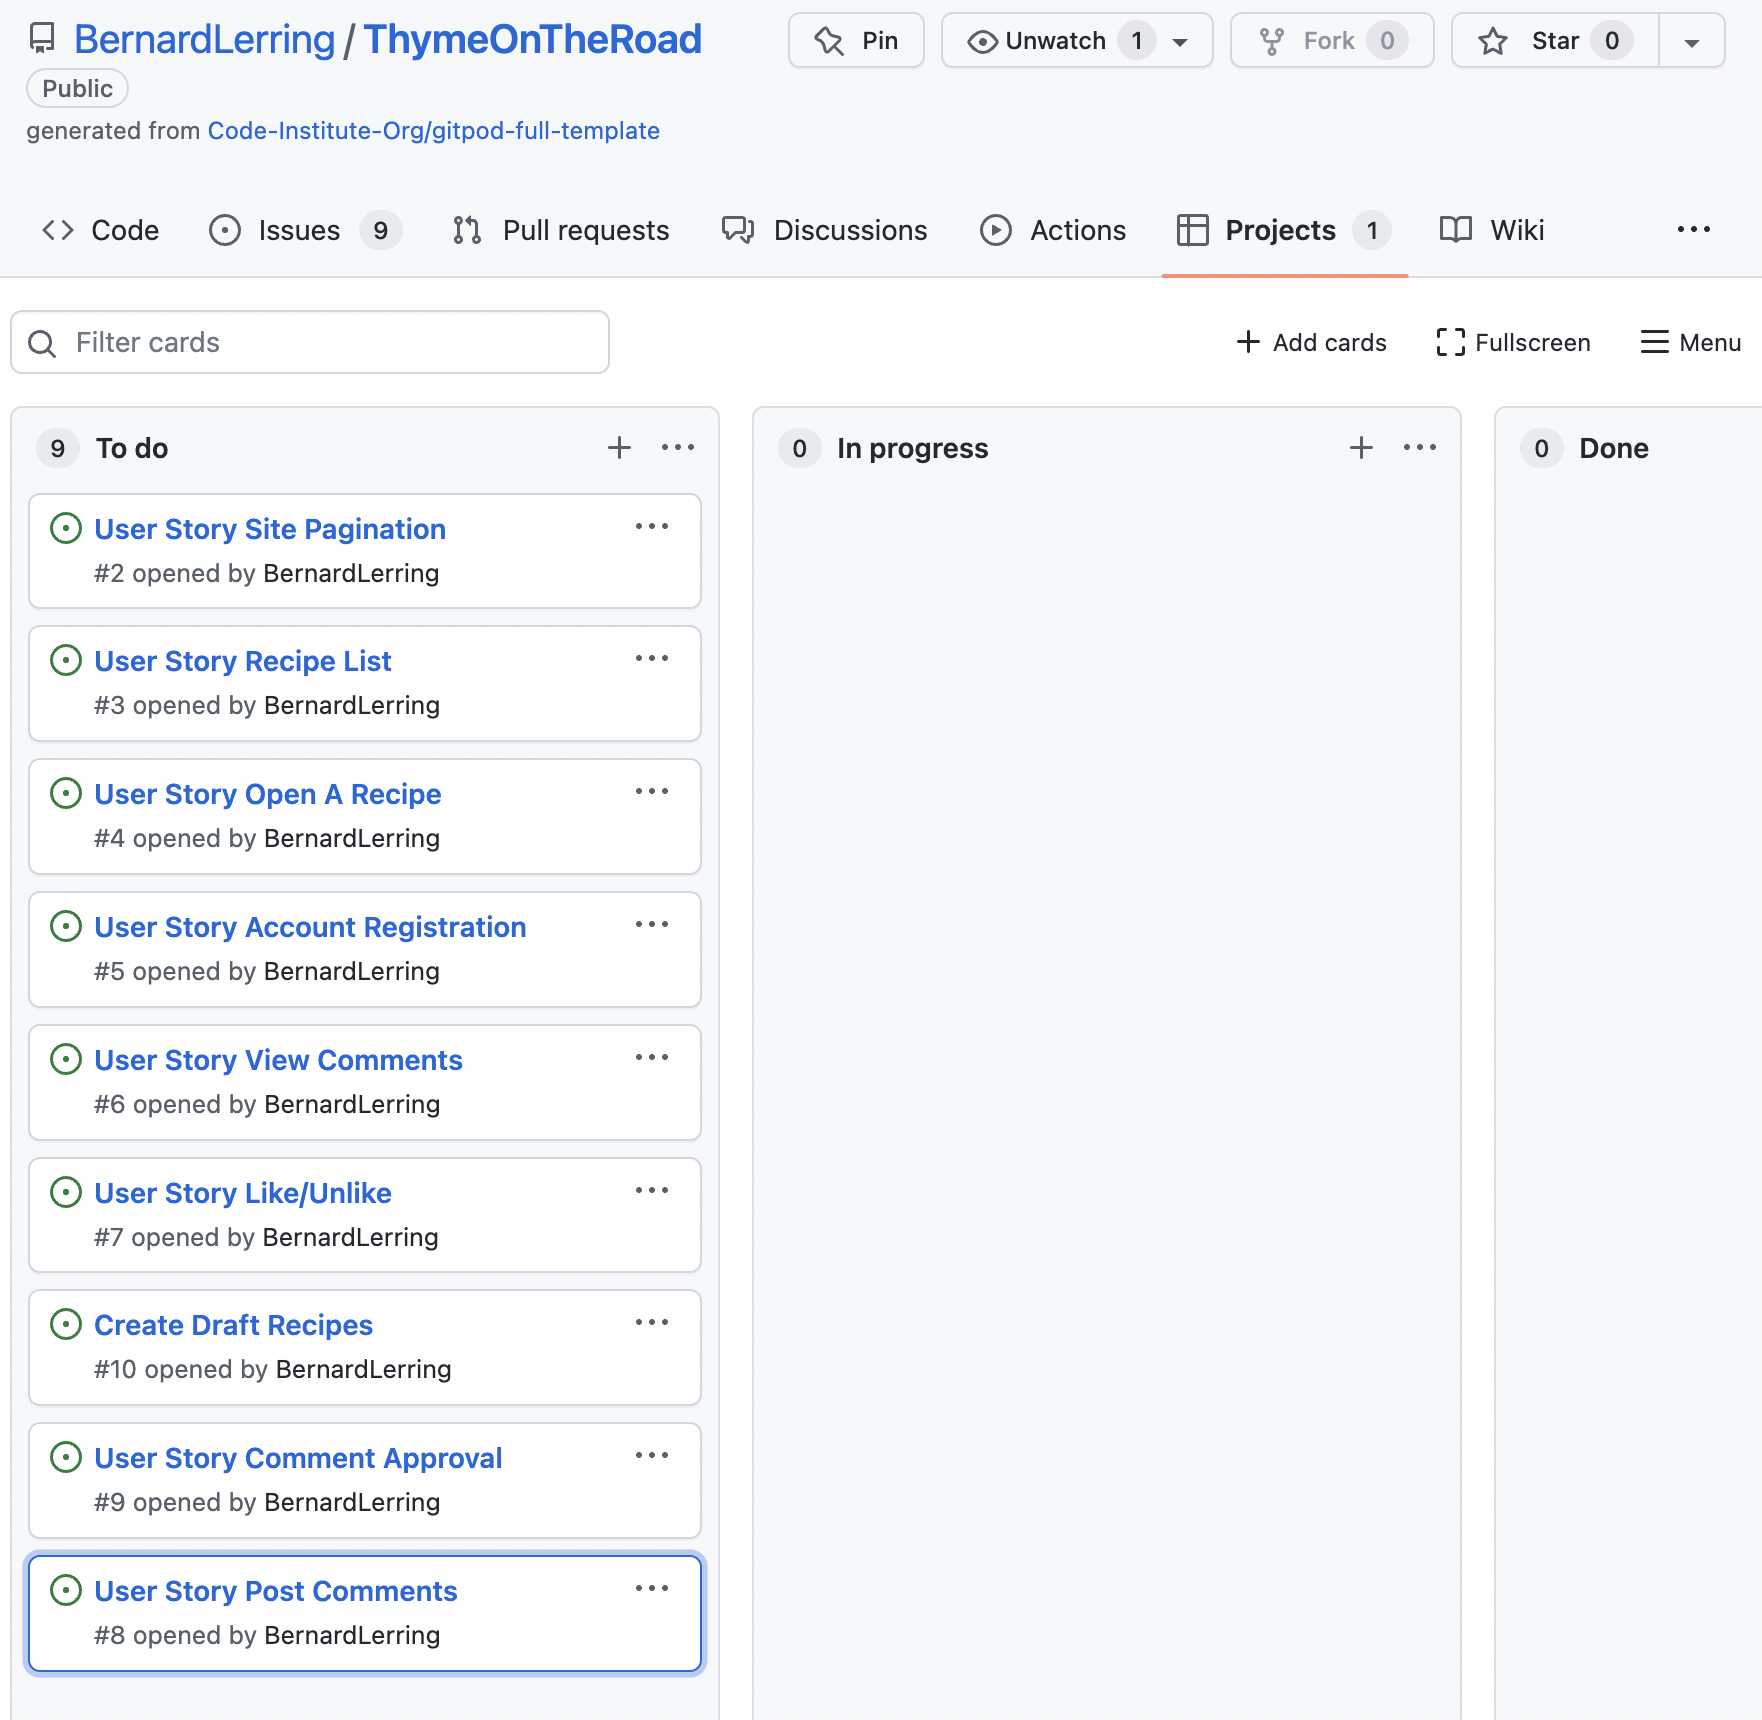 BernardLerring / ThymeOnTheRoad
Pin
Unwatch 1
Fork 0
Star 0
Public
generated from Code-Institute-Org/gitpod-full-template
Code
Issues 9
Pull requests
Discussions
Actions
Projects 1
Wiki
Filter cards
Add cards
Fullscreen
Menu
9 To do
User Story Site Pagination
#2 opened by BernardLerring
User Story Recipe List
#3 opened by BernardLerring
User Story Open A Recipe
#4 opened by BernardLerring
User Story Account Registration
#5 opened by BernardLerring
User Story View Comments
#6 opened by BernardLerring
User Story Like/Unlike
#7 opened by BernardLerring
Create Draft Recipes
#10 opened by BernardLerring
User Story Comment Approval
#9 opened by BernardLerring
User Story Post Comments
#8 opened by BernardLerring
0 In progress
0 Done